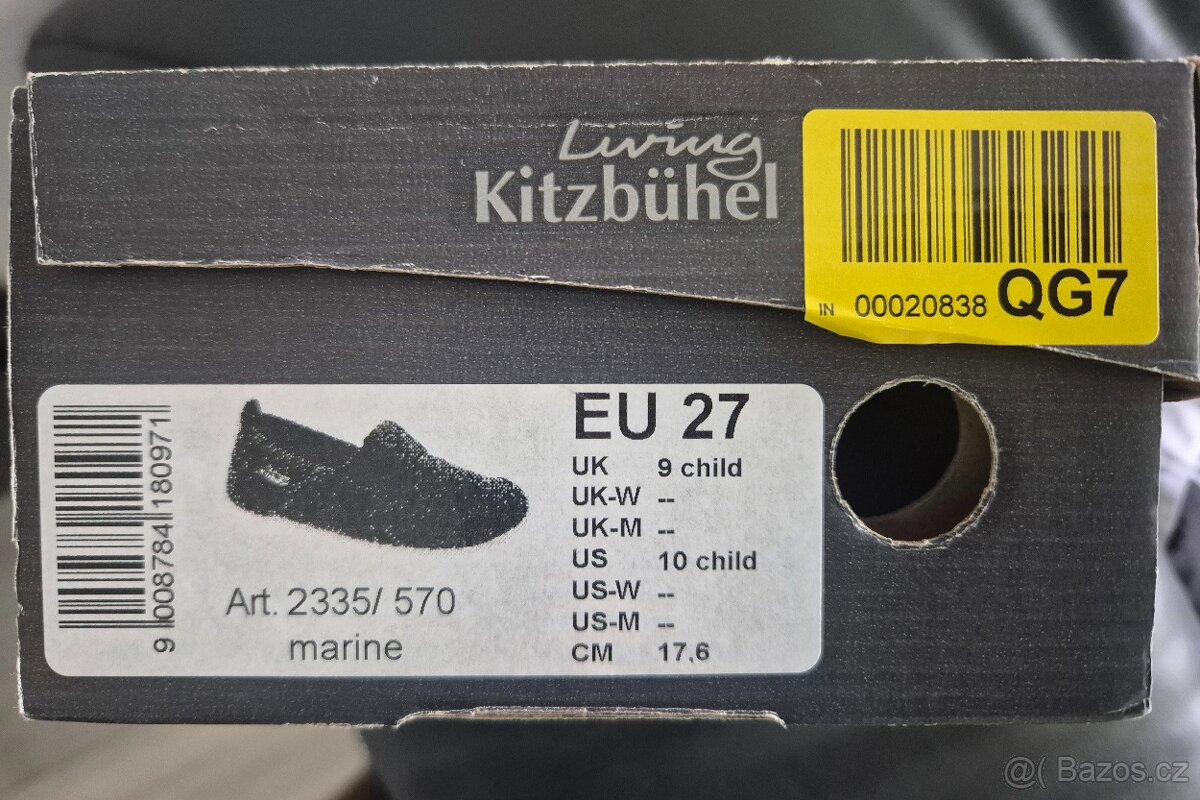 Living
Kitzbühel
IN 00020838 QG7
9 008784 180971
Art. 2335/ 570
marine
EU 27
UK 9 child
UK-W --
UK-M --
US 10 child
US-W --
US-M --
CM 17,6
@( Bazos.cz